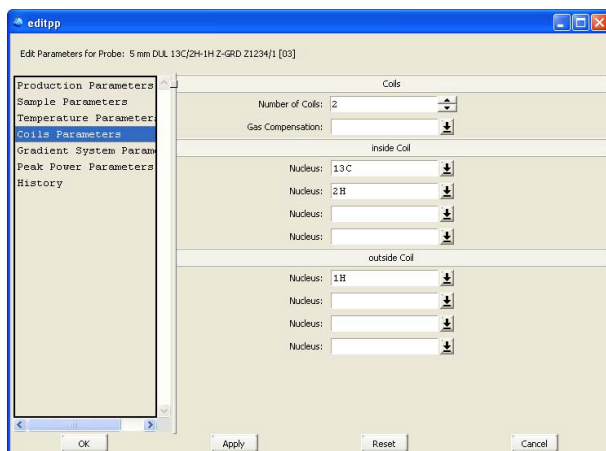 editpp
Edit Parameters for Probe: 5 mm DUL 13C/2H-1H Z-GRD Z1234/1 [03]
Production Parameters
Sample Parameters
Temperature Parameter
Coils Parameters
Gradient System Param
Peak Power Parameters
History
Coils
Number of Coils: 2
Gas Compensation:
inside Coil
Nucleus: 13C
Nucleus: 2H
Nucleus:
Nucleus:
outside Coil
Nucleus: 1H
Nucleus:
Nucleus:
Nucleus:
OK Apply Reset Cancel